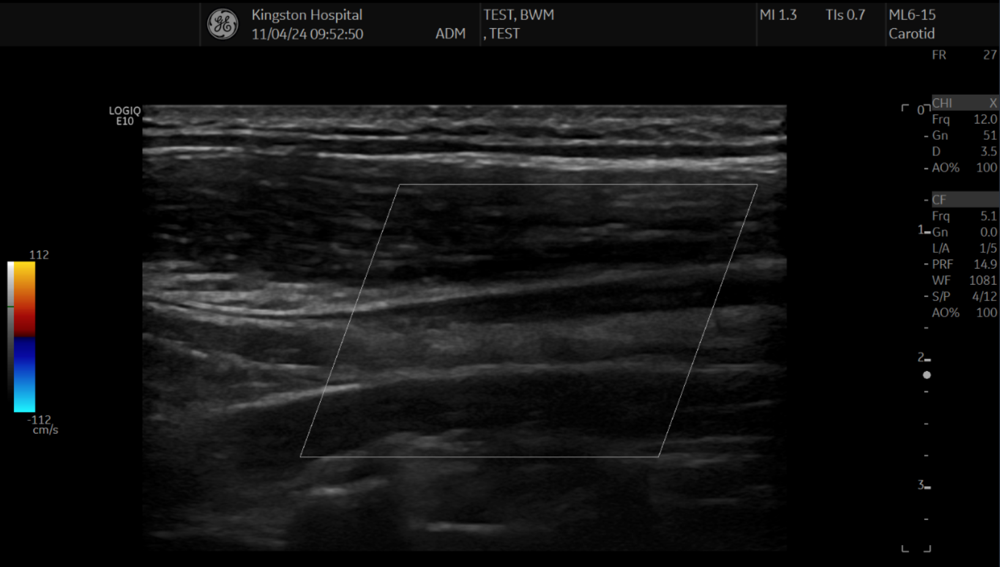 GE
Kingston Hospital
TEST, BWM
MI 1.3
TIs 0.7
ML6-15
11/04/24 09:52:50
ADM
, TEST
Carotid
FR 27
LOGIQ
E10
0
CHI X
Frq 12.0
Gn 51
D 3.5
AO% 100
CF
Frq 5.1
1
Gn 0.0
L/A 1/5
PRF 14.9
WF 1081
S/P 4/12
AO% 100
112
2
-112
cm/s
3